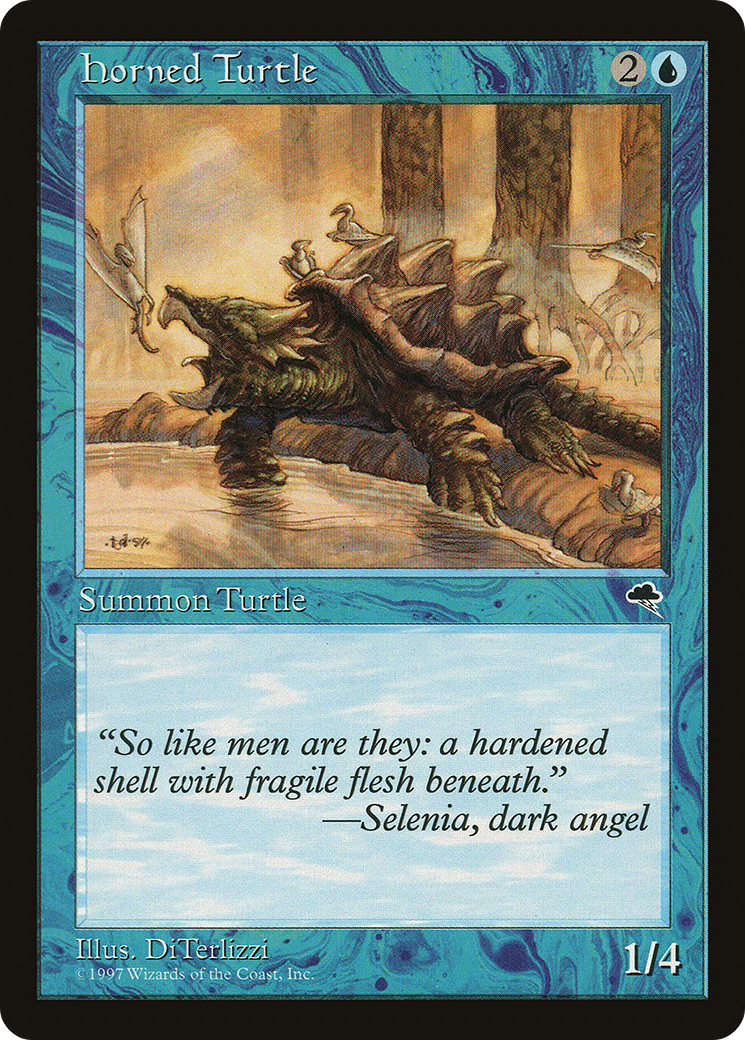 Horned Turtle
2
Summon Turtle
“So like men are they: a hardened
shell with fragile flesh beneath.”
—Selenia, dark angel
Illus. DiTerlizzi
1/4
©1997 Wizards of the Coast, Inc.